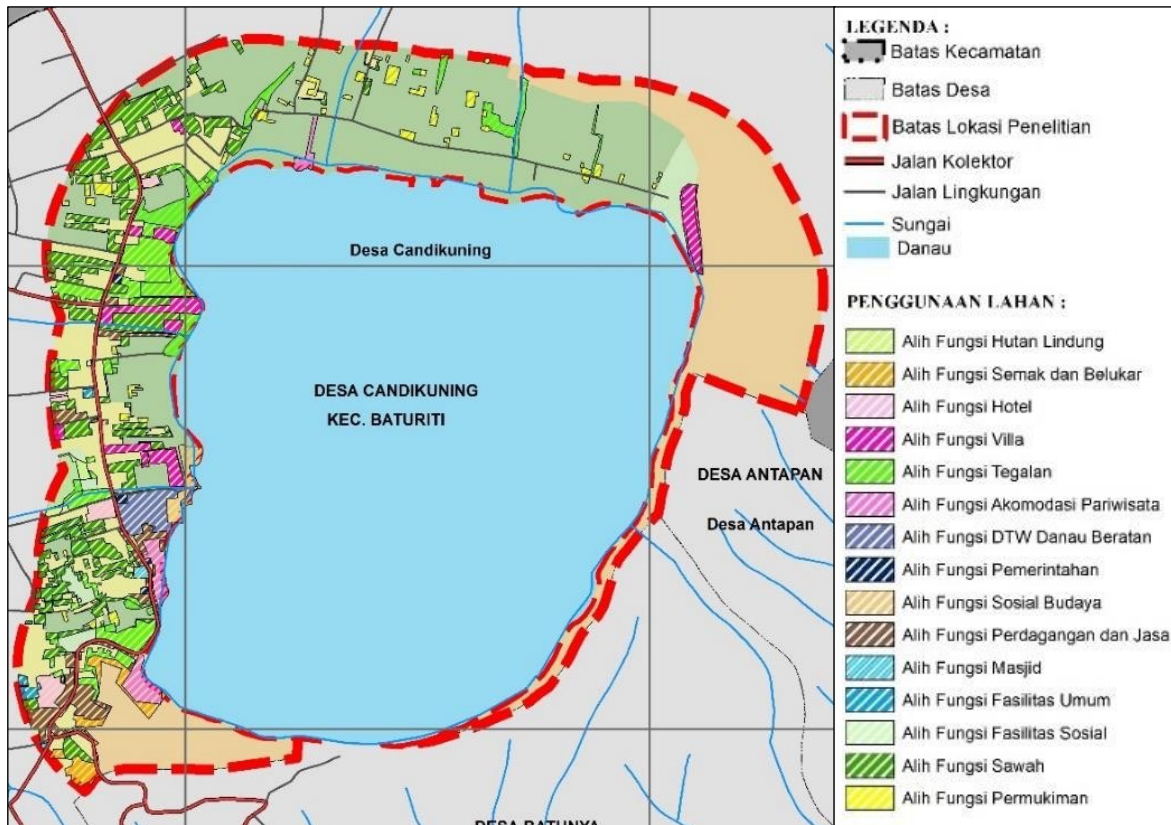 Desa Candikuning
DESA CANDIKUNING
KEC. BATURITI
DESA ANTAPAN
Desa Antapan
DESA BATUNYA
LEGENDA :
Batas Kecamatan
Batas Desa
Batas Lokasi Penelitian
Jalan Kolektor
Jalan Lingkungan
Sungai
Danau
PENGGUNAAN LAHAN :
Alih Fungsi Hutan Lindung
Alih Fungsi Semak dan Belukar
Alih Fungsi Hotel
Alih Fungsi Villa
Alih Fungsi Tegalan
Alih Fungsi Akomodasi Pariwisata
Alih Fungsi DTW Danau Beratan
Alih Fungsi Pemerintahan
Alih Fungsi Sosial Budaya
Alih Fungsi Perdagangan dan Jasa
Alih Fungsi Masjid
Alih Fungsi Fasilitas Umum
Alih Fungsi Fasilitas Sosial
Alih Fungsi Sawah
Alih Fungsi Permukiman